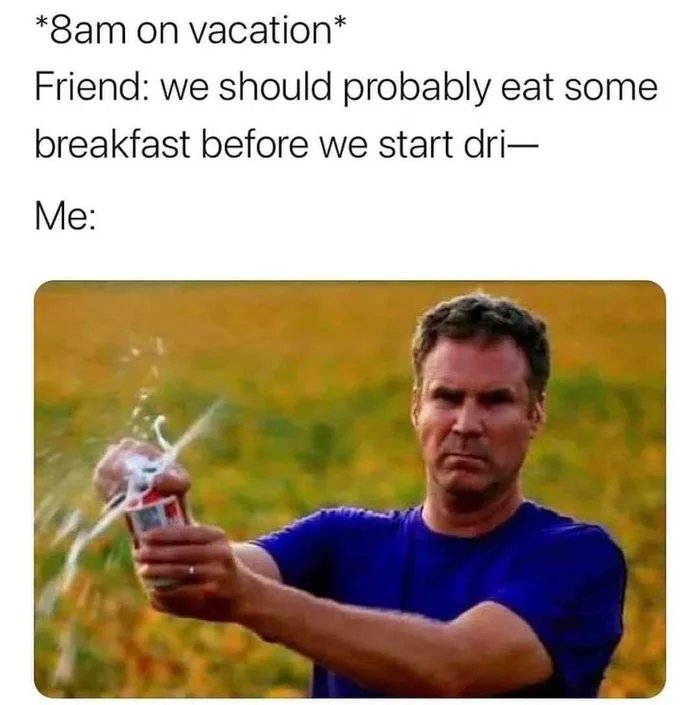 *8am on vacation*
Friend: we should probably eat some
breakfast before we start dri—
Me: